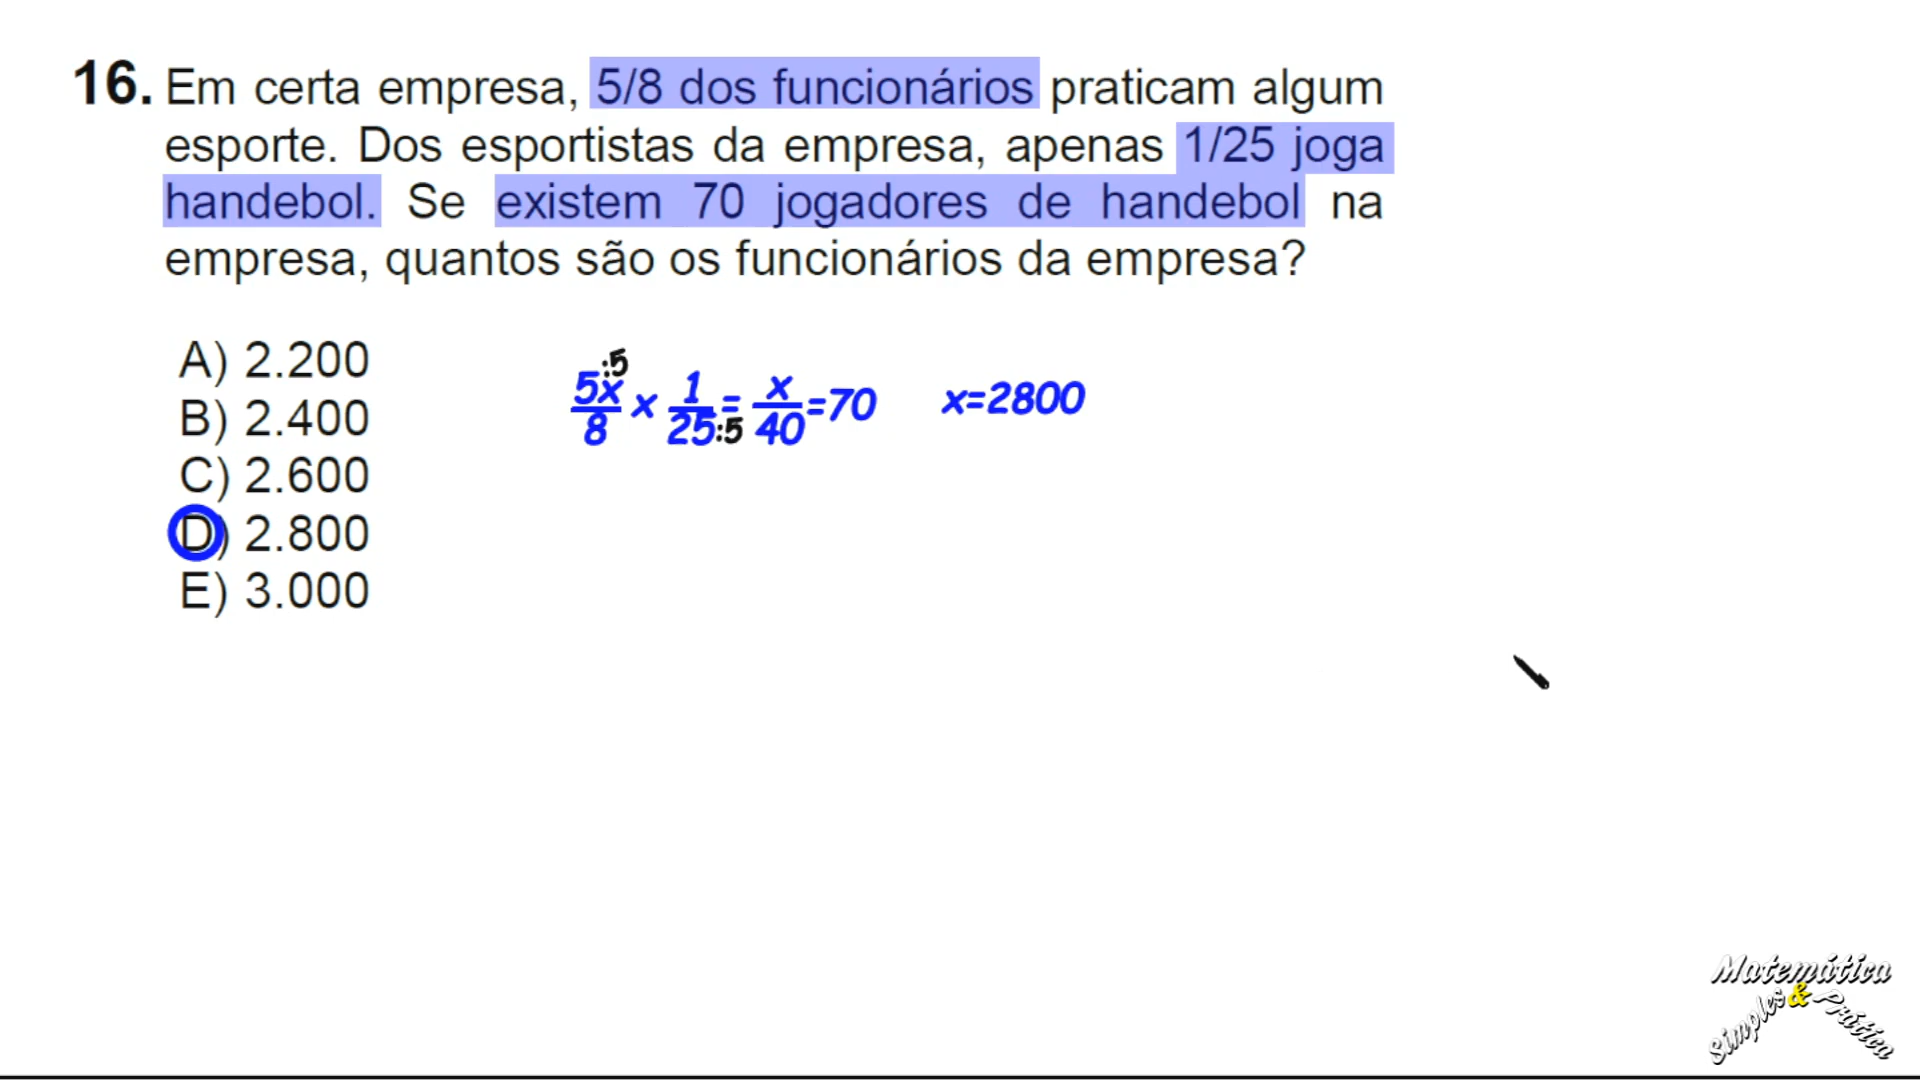 16. Em certa empresa, 5/8 dos funcionários praticam algum
esporte. Dos esportistas da empresa, apenas 1/25 joga
handebol. Se existem 70 jogadores de handebol na
empresa, quantos são os funcionários da empresa?
A) 2.200
B) 2.400
C) 2.600
D) 2.800
E) 3.000
:5
5x/8 x 1/25 = x/40 =70 x=2800
:5
Matemática
Simples & Prática